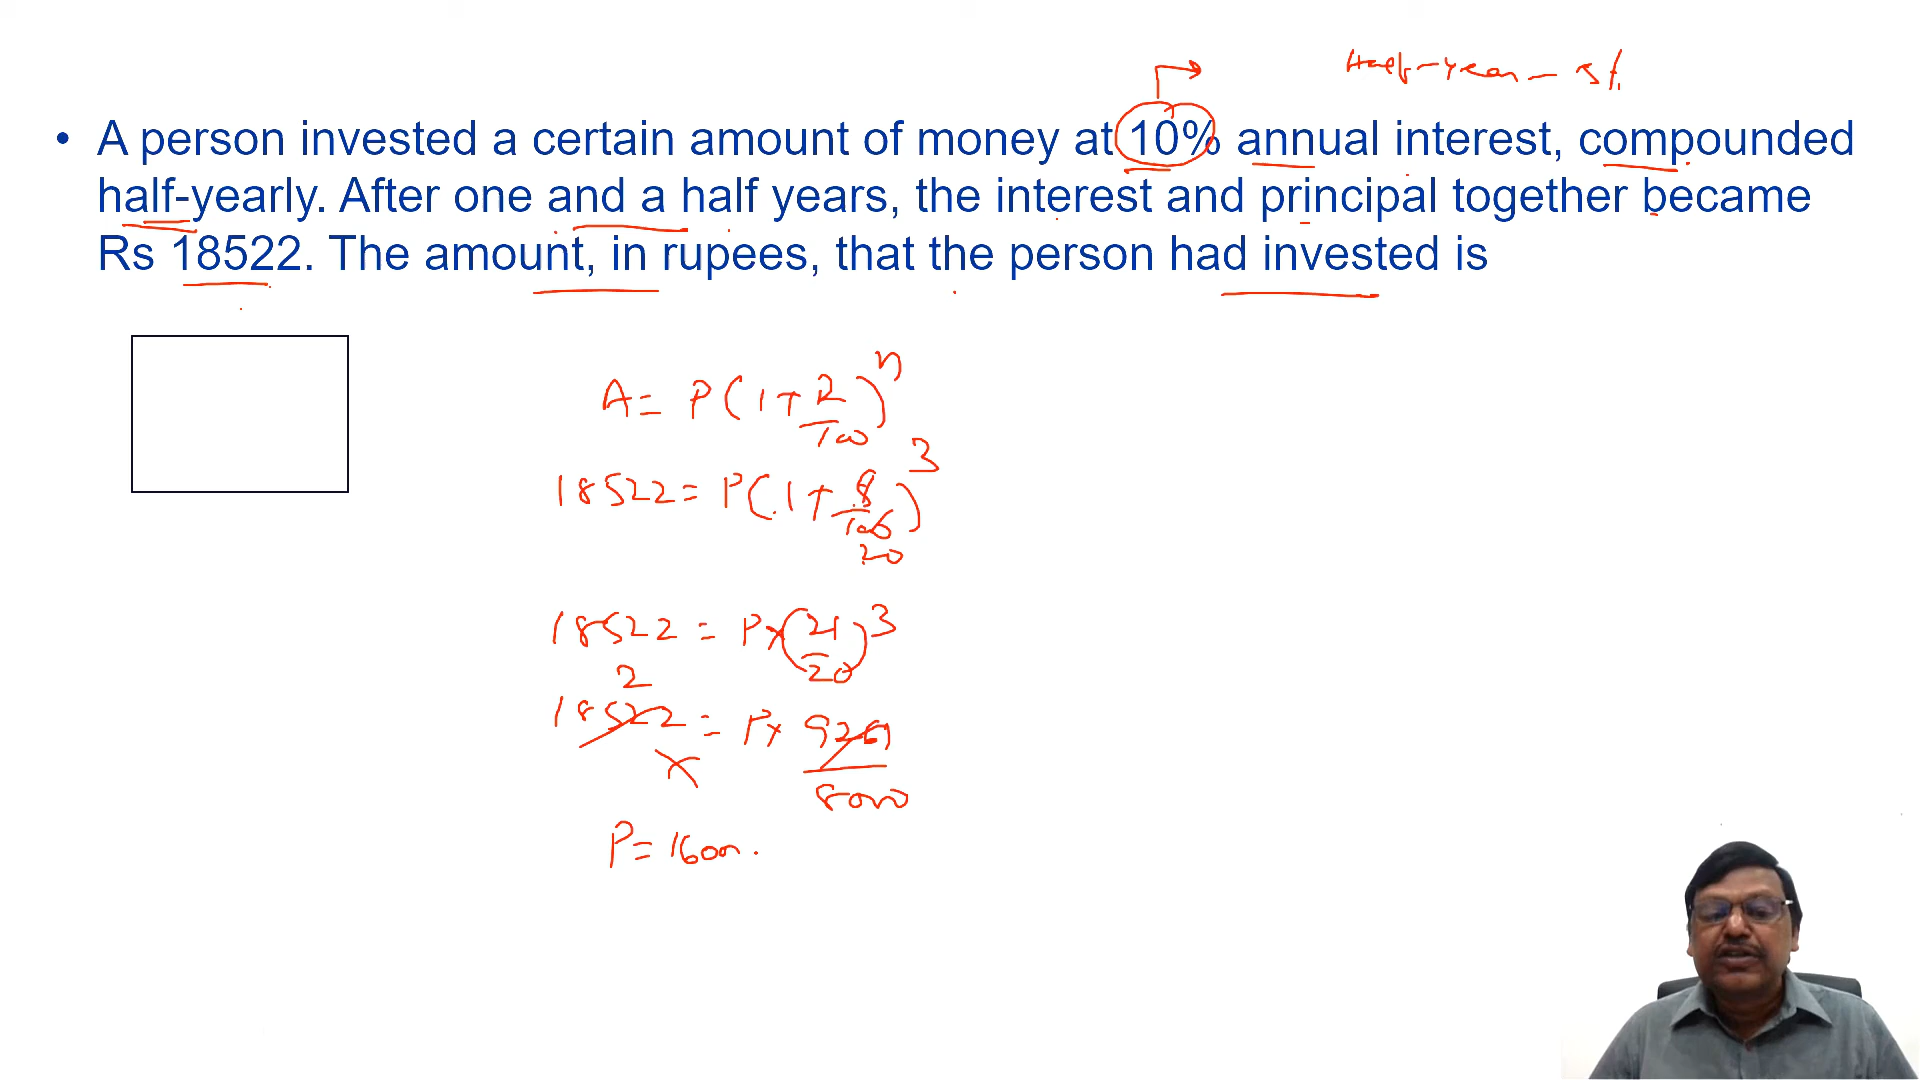 Half-year - 5%
• A person invested a certain amount of money at 10% annual interest, compounded
half-yearly. After one and a half years, the interest and principal together became
Rs 18522. The amount, in rupees, that the person had invested is
A = P(1+R/100)^n
18522 = P(1+5/100)^3
20
18522 = P×(21/20)^3
2
18522 = P× 9261/8000
P = 16000.